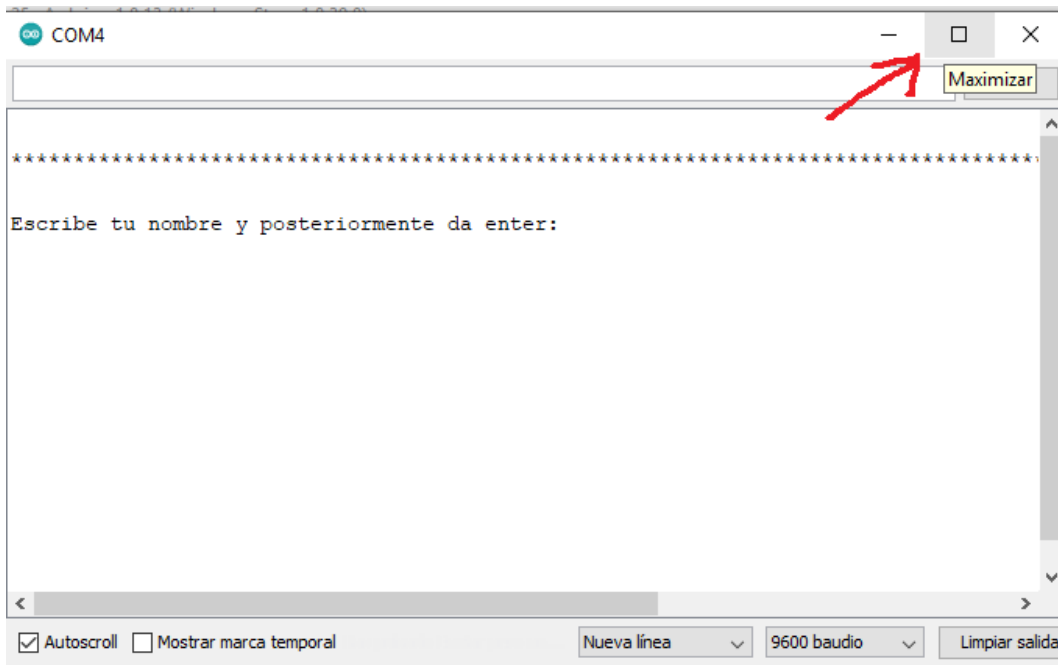 COM4
Maximizar
*************************************************************************************
Escribe tu nombre y posteriormente da enter:
Autoscroll Mostrar marca temporal Nueva línea 9600 baudio Limpiar salida